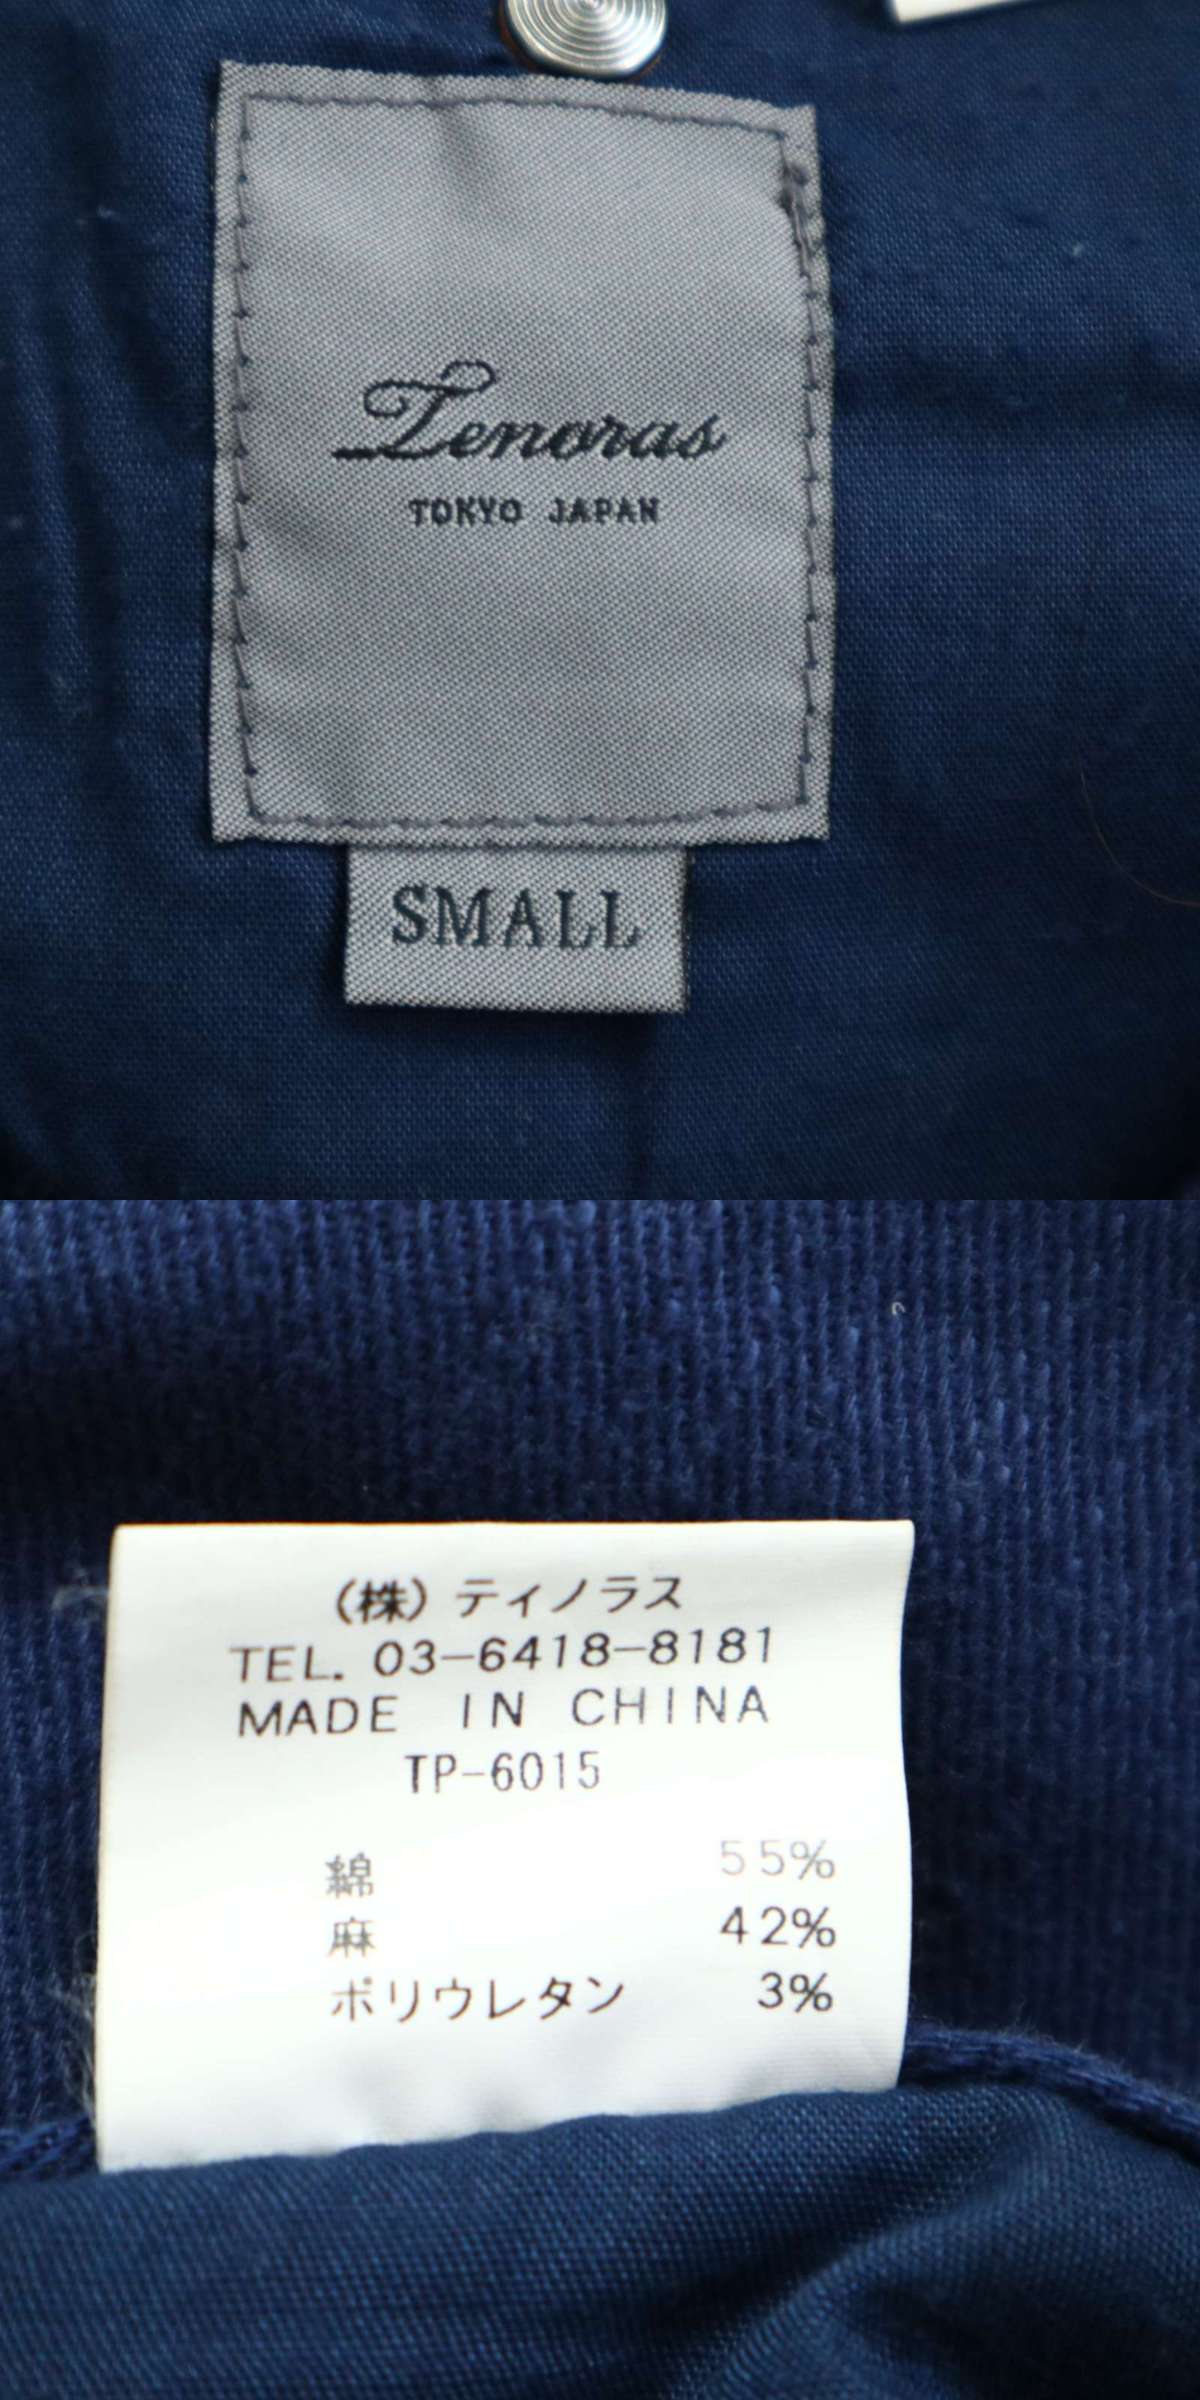 Tenoras
TOKYO JAPAN
SMALL
(株)ティノラス
TEL. 03-6418-8181
MADE IN CHINA
TP-6015
綿 55%
麻 42%
ポリウレタン 3%